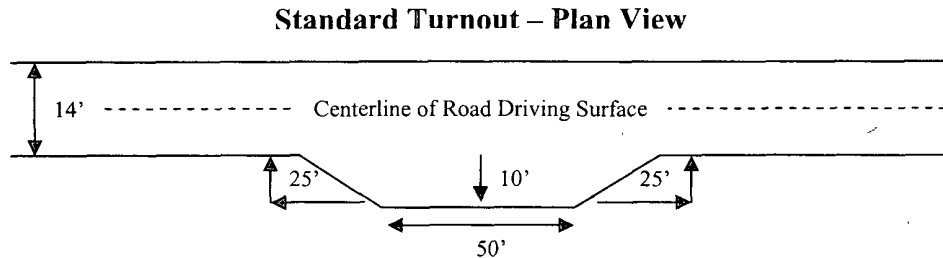 Standard Turnout – Plan View
14'
Centerline of Road Driving Surface
25'
10'
25'
50'